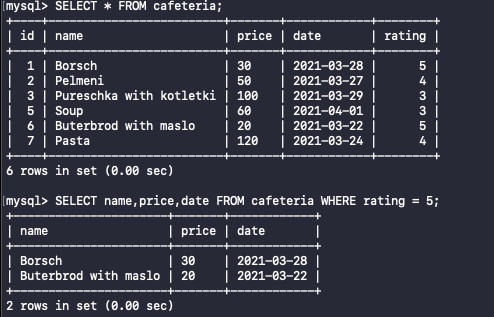 mysql> SELECT * FROM cafeteria;
+----+-------------------------+-------+------------+--------+
| id | name                    | price | date       | rating |
+----+-------------------------+-------+------------+--------+
|  1 | Borsch                  | 30    | 2021-03-28 |      5 |
|  2 | Pelmeni                 | 50    | 2021-03-27 |      4 |
|  3 | Pureschka with kotletki | 100   | 2021-03-29 |      3 |
|  5 | Soup                    | 60    | 2021-04-01 |      3 |
|  6 | Buterbrod with maslo    | 20    | 2021-03-22 |      5 |
|  7 | Pasta                   | 120   | 2021-03-24 |      4 |
+----+-------------------------+-------+------------+--------+
6 rows in set (0.00 sec)
mysql> SELECT name,price,date FROM cafeteria WHERE rating = 5;
+----------------------+-------+------------+
| name                 | price | date       |
+----------------------+-------+------------+
| Borsch               | 30    | 2021-03-28 |
| Buterbrod with maslo | 20    | 2021-03-22 |
+----------------------+-------+------------+
2 rows in set (0.00 sec)